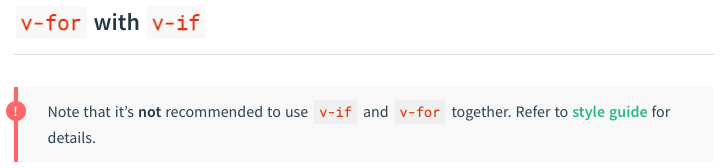 v-for with v-if
! Note that it’s not recommended to use v-if and v-for together. Refer to style guide for
details.